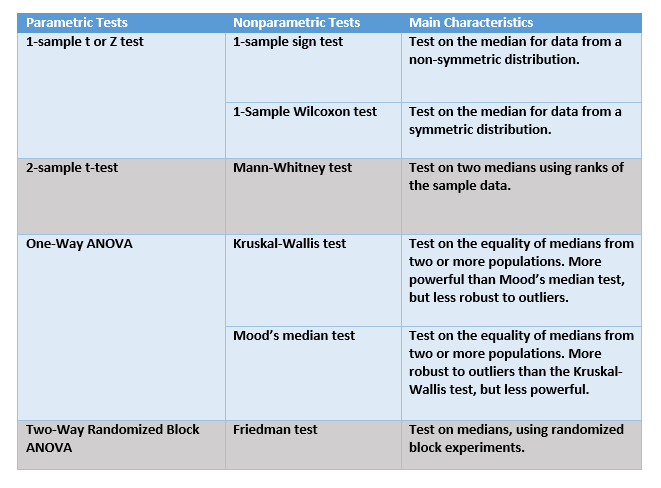 Parametric Tests
Nonparametric Tests
Main Characteristics
1-sample t or Z test
1-sample sign test
Test on the median for data from a
non-symmetric distribution.
1-Sample Wilcoxon test
Test on the median for data from a
symmetric distribution.
2-sample t-test
Mann-Whitney test
Test on two medians using ranks of
the sample data.
One-Way ANOVA
Kruskal-Wallis test
Test on the equality of medians from
two or more populations. More
powerful than Mood’s median test,
but less robust to outliers.
Mood’s median test
Test on the equality of medians from
two or more populations. More
robust to outliers than the Kruskal-
Wallis test, but less powerful.
Two-Way Randomized Block
ANOVA
Friedman test
Test on medians, using randomized
block experiments.